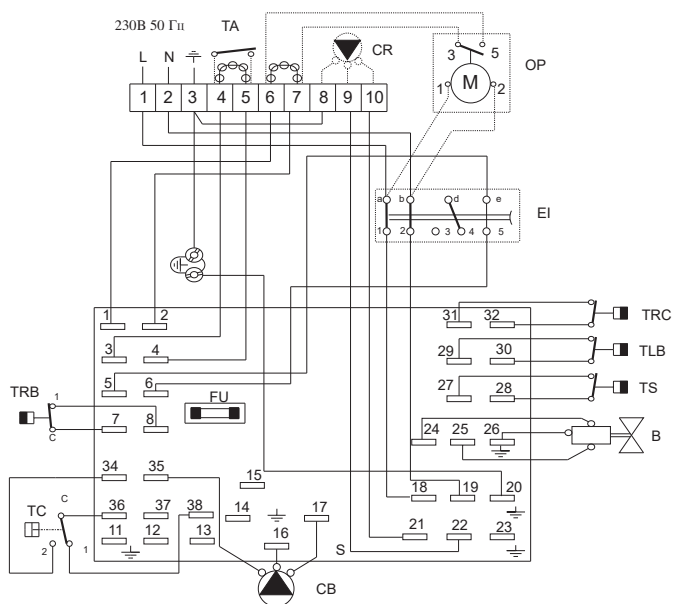 230В 50 Гц
TA
CR
3
5
OP
L
N
M
1
2
1 2 3 4 5 6 7 8 9 10
a b d e
EI
1 2 3 4 5
1 2
31 32
TRC
3 4
29 30
TLB
5 6
27 28
TS
TRB
1
FU
7 8
C
24 25 26
B
34 35
15
18 19 20
TC
C
36 37 38
14
17
2
1
11 12 13
16
21 22 23
S
CB